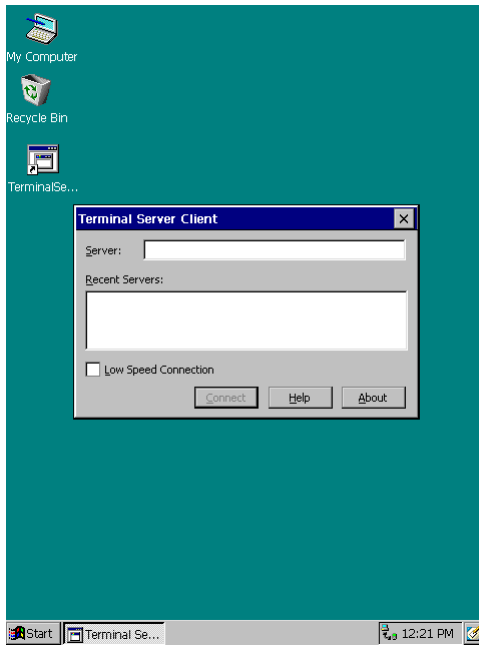 My Computer
Recycle Bin
TerminalSe...
Terminal Server Client
Server:
Recent Servers:
Low Speed Connection
Connect Help About
Start Terminal Se... 12:21 PM